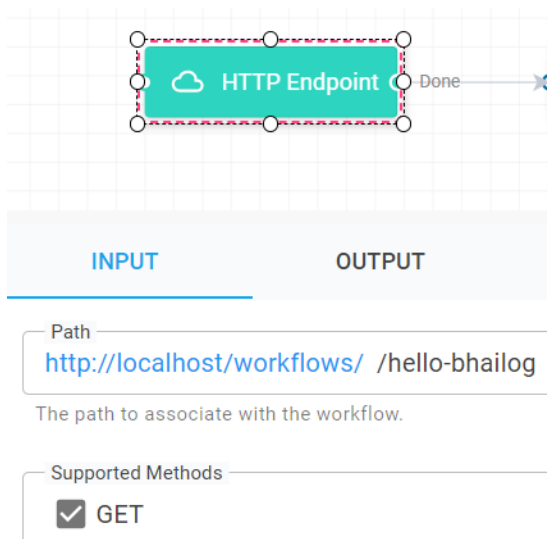 HTTP Endpoint Done
INPUT OUTPUT
Path
http://localhost/workflows/ /hello-bhailog
The path to associate with the workflow.
Supported Methods
GET